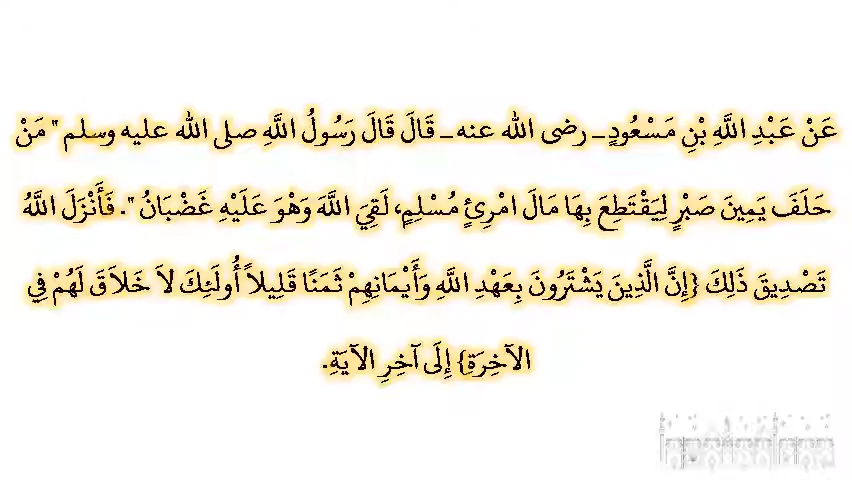 عَنْ عَبْدِ اللَّهِ بْنِ مَسْعُودٍ ـ رضى الله عنه ـ قَالَ قَالَ رَسُولُ اللَّهِ صلى الله عليه وسلم " مَنْ
حَلَفَ يَمِينَ صَبْرٍ لِيَقْتَطِعَ بِهَا مَالَ امْرِئٍ مُسْلِمٍ، لَقِيَ اللَّهَ وَهْوَ عَلَيْهِ غَضْبَانُ ". فَأَنْزَلَ اللَّهُ
تَصْدِيقَ ذَلِكَ {إِنَّ الَّذِينَ يَشْتَرُونَ بِعَهْدِ اللَّهِ وَأَيْمَانِهِمْ ثَمَنًا قَلِيلاً أُولَئِكَ لاَ خَلاَقَ لَهُمْ فِي
الآخِرَةِ} إِلَى آخِرِ الآيَةِ.